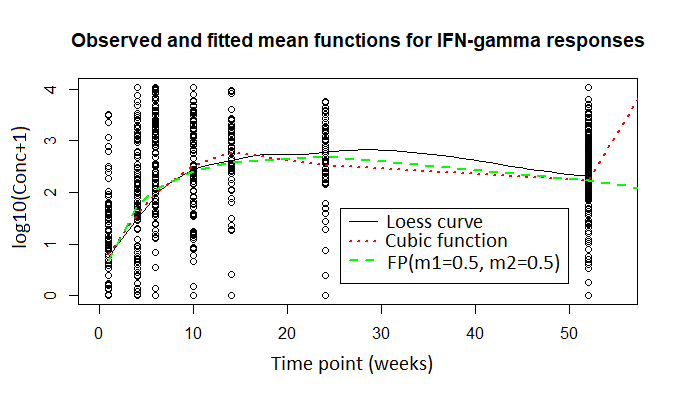 Observed and fitted mean functions for IFN-gamma responses
log10(Conc+1)
4
3
2
1
0
Loess curve
Cubic function
FP(m1=0.5, m2=0.5)
0 10 20 30 40 50
Time point (weeks)